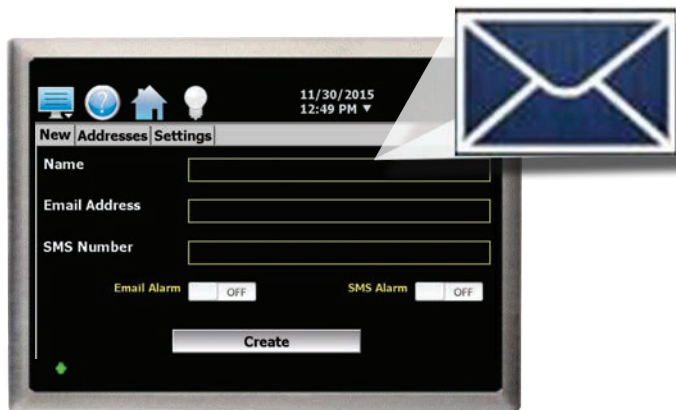 11/30/2015
12:49 PM ▼
New Addresses Settings
Name
Email Address
SMS Number
Email Alarm OFF SMS Alarm OFF
Create